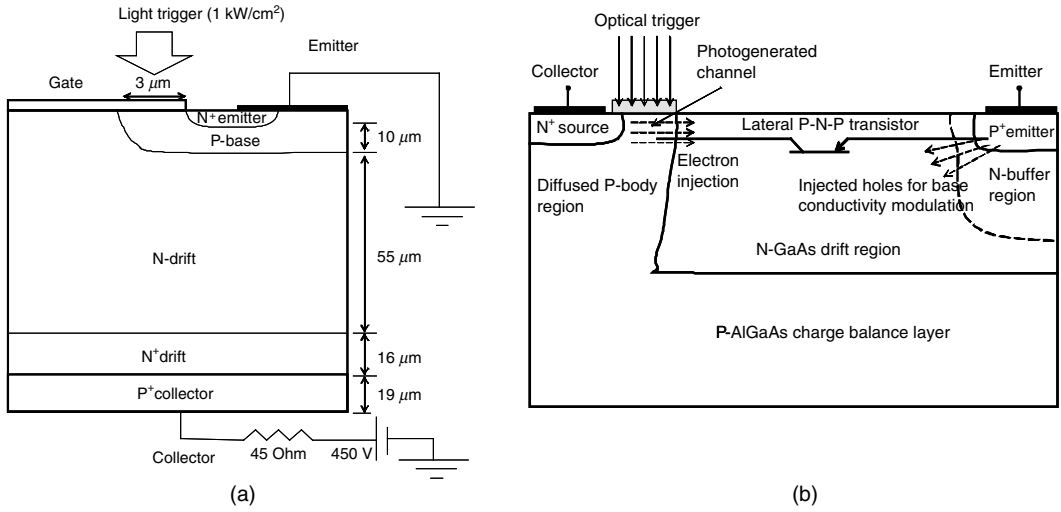 Light trigger (1 kW/cm²)
Emitter
Gate
3 μm
N⁺ emitter
P-base
10 μm
N-drift
55 μm
N⁺drift
16 μm
P⁺collector
19 μm
Collector
45 Ohm
450 V
(a)
Optical trigger
Photogenerated
channel
Collector
Emitter
N⁺ source
Lateral P-N-P transistor
P⁺emitter
Electron
injection
Diffused P-body
region
Injected holes for base
conductivity modulation
N-buffer
region
N-GaAs drift region
P-AlGaAs charge balance layer
(b)